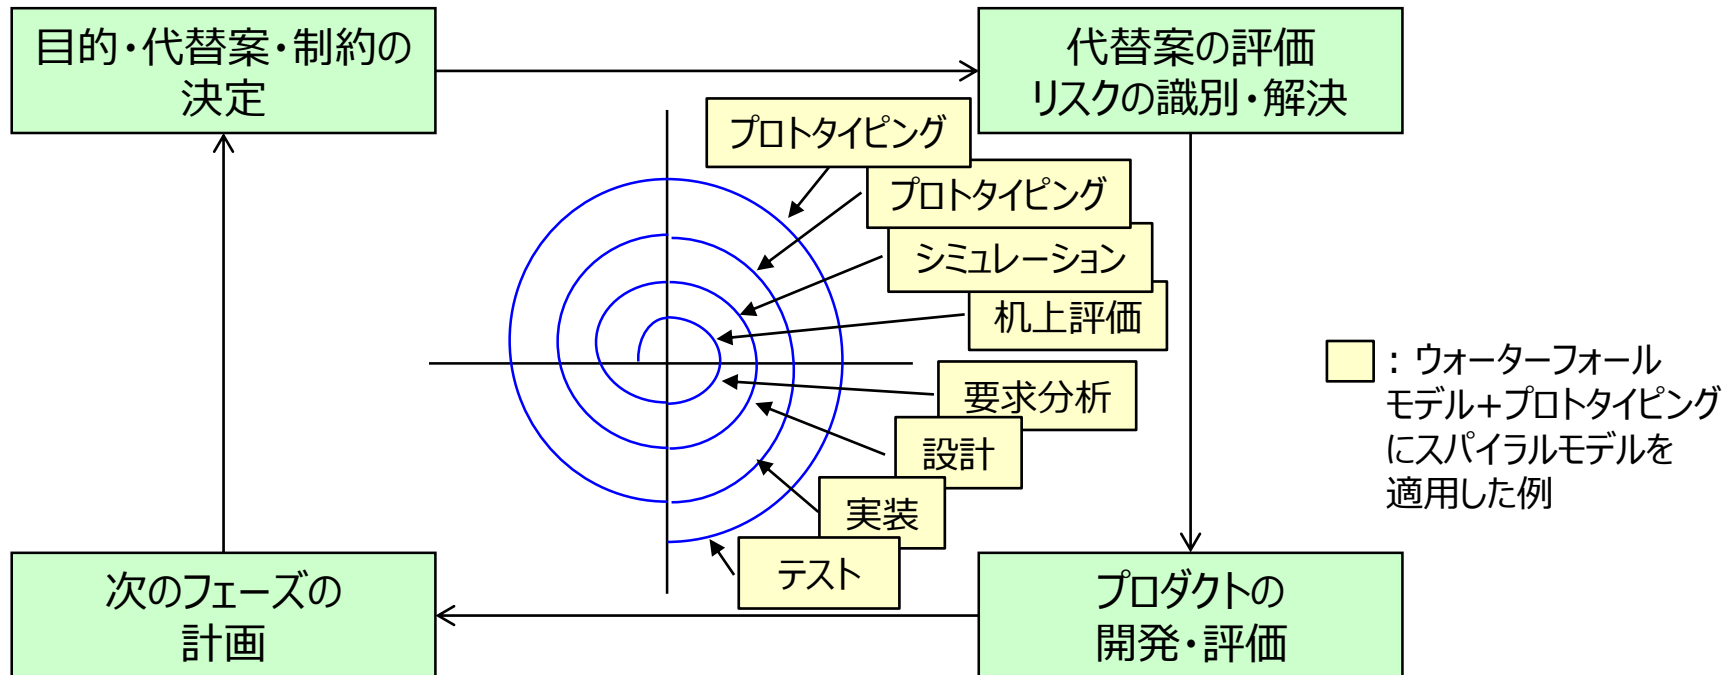 目的・代替案・制約の
決定
代替案の評価
リスクの識別・解決
プロトタイピング
プロトタイピング
シミュレーション
机上評価
要求分析
設計
実装
テスト
：ウォーターフォール
モデル+プロトタイピング
にスパイラルモデルを
適用した例
次のフェーズの
計画
プロダクトの
開発・評価